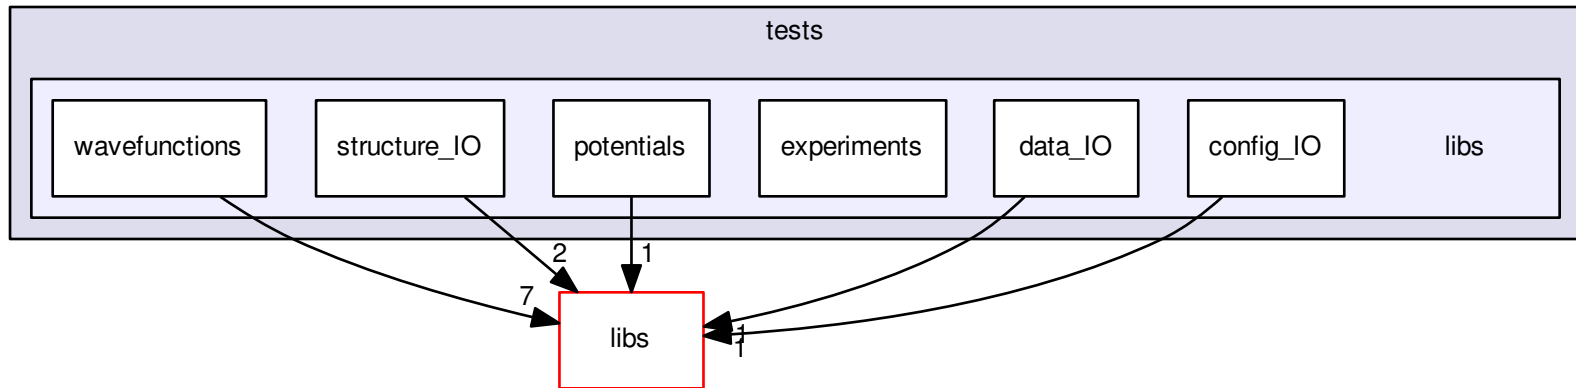 tests
wavefunctions
structure_IO
potentials
experiments
data_IO
config_IO
libs
2
1
7
1
1
libs